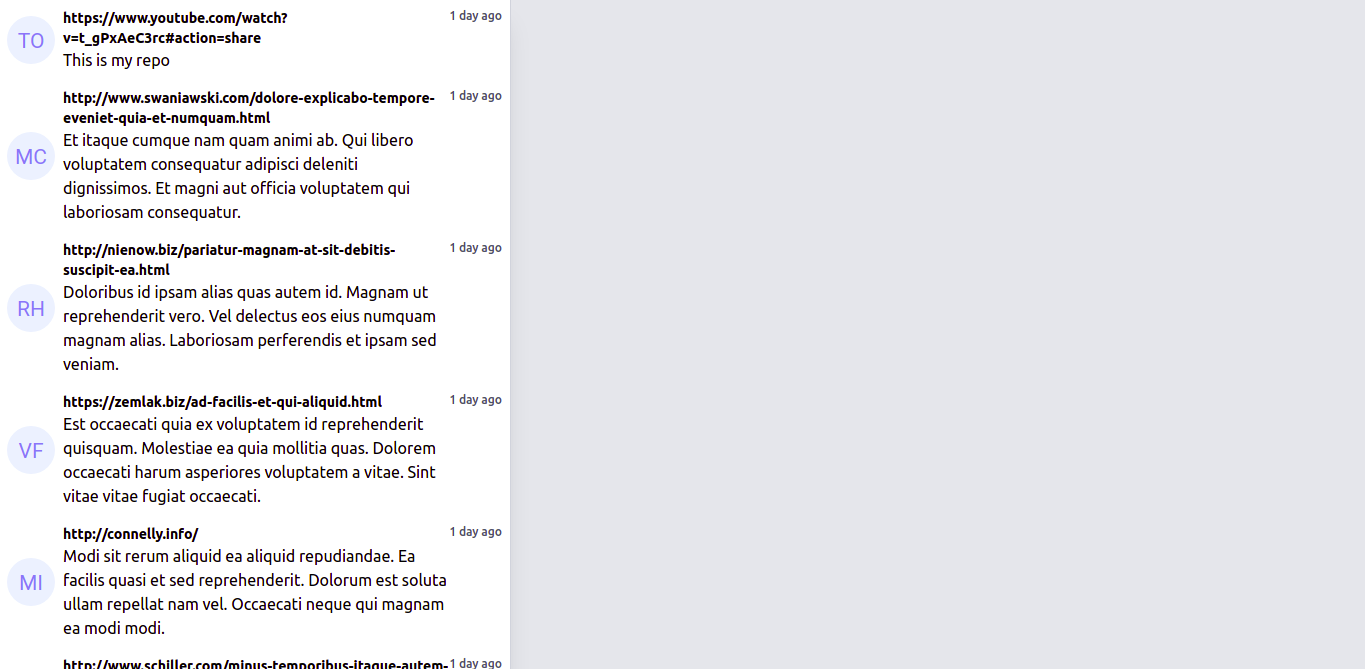 https://www.youtube.com/watch? 1 day ago
v=t_gPxAeC3rc#action=share
TO
This is my repo
http://www.swaniawski.com/dolore-explicabo-tempore- 1 day ago
eveniet-quia-et-numquam.html
Et itaque cumque nam quam animi ab. Qui libero
MC
voluptatem consequatur adipisci deleniti
dignissimos. Et magni aut officia voluptatem qui
laboriosam consequatur.
http://nienow.biz/pariatur-magnam-at-sit-debitis- 1 day ago
suscipit-ea.html
Doloribus id ipsam alias quas autem id. Magnam ut
RH
reprehenderit vero. Vel delectus eos eius numquam
magnam alias. Laboriosam perferendis et ipsam sed
veniam.
https://zemlak.biz/ad-facilis-et-qui-aliquid.html 1 day ago
Est occaecati quia ex voluptatem id reprehenderit
VF
quisquam. Molestiae ea quia mollitia quas. Dolorem
occaecati harum asperiores voluptatem a vitae. Sint
vitae vitae fugiat occaecati.
http://connelly.info/ 1 day ago
Modi sit rerum aliquid ea aliquid repudiandae. Ea
MI
facilis quasi et sed reprehenderit. Dolorum est soluta
ullam repellat nam vel. Occaecati neque qui magnam
ea modi modi.
http://www.schiller.com/minus-temporibus-itaque-autem- 1 day ago